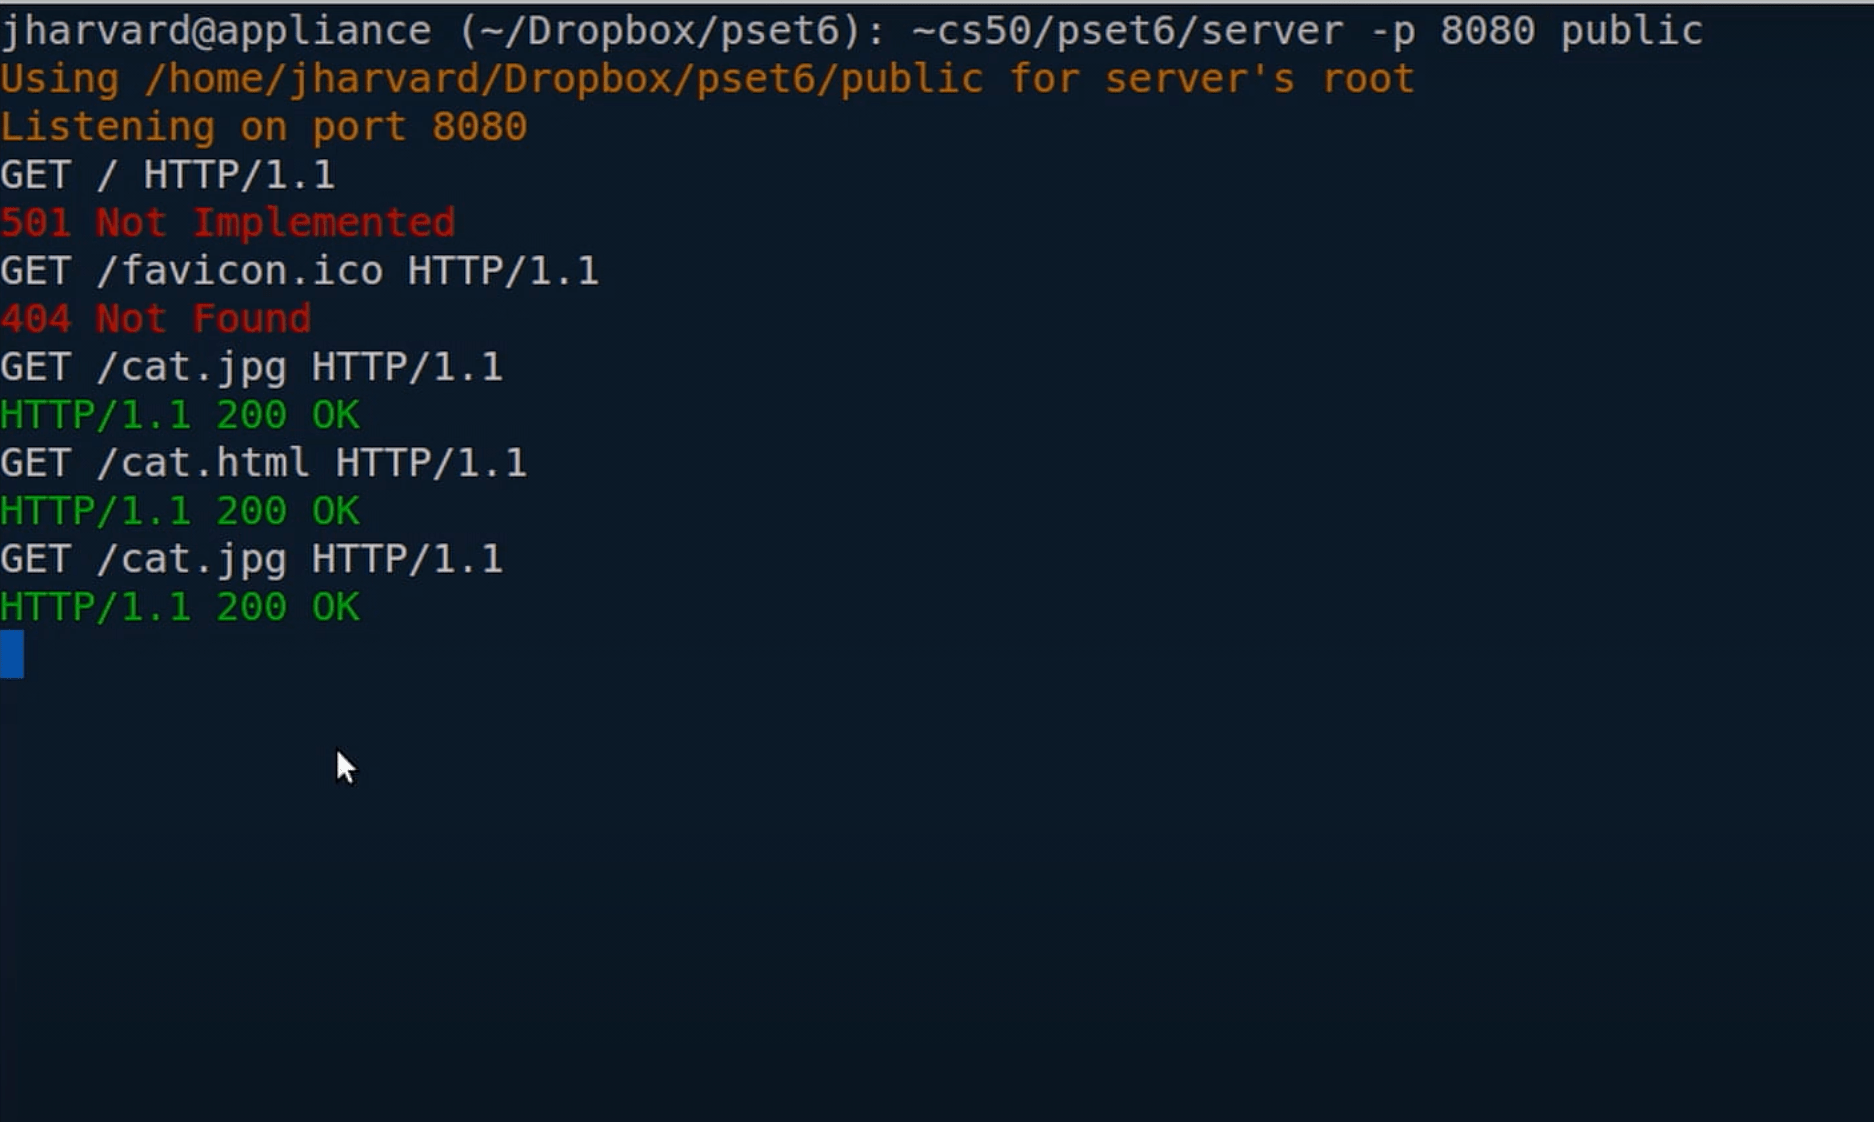 jharvard@appliance (~/Dropbox/pset6): ~cs50/pset6/server -p 8080 public
Using /home/jharvard/Dropbox/pset6/public for server's root
Listening on port 8080
GET / HTTP/1.1
501 Not Implemented
GET /favicon.ico HTTP/1.1
404 Not Found
GET /cat.jpg HTTP/1.1
HTTP/1.1 200 OK
GET /cat.html HTTP/1.1
HTTP/1.1 200 OK
GET /cat.jpg HTTP/1.1
HTTP/1.1 200 OK